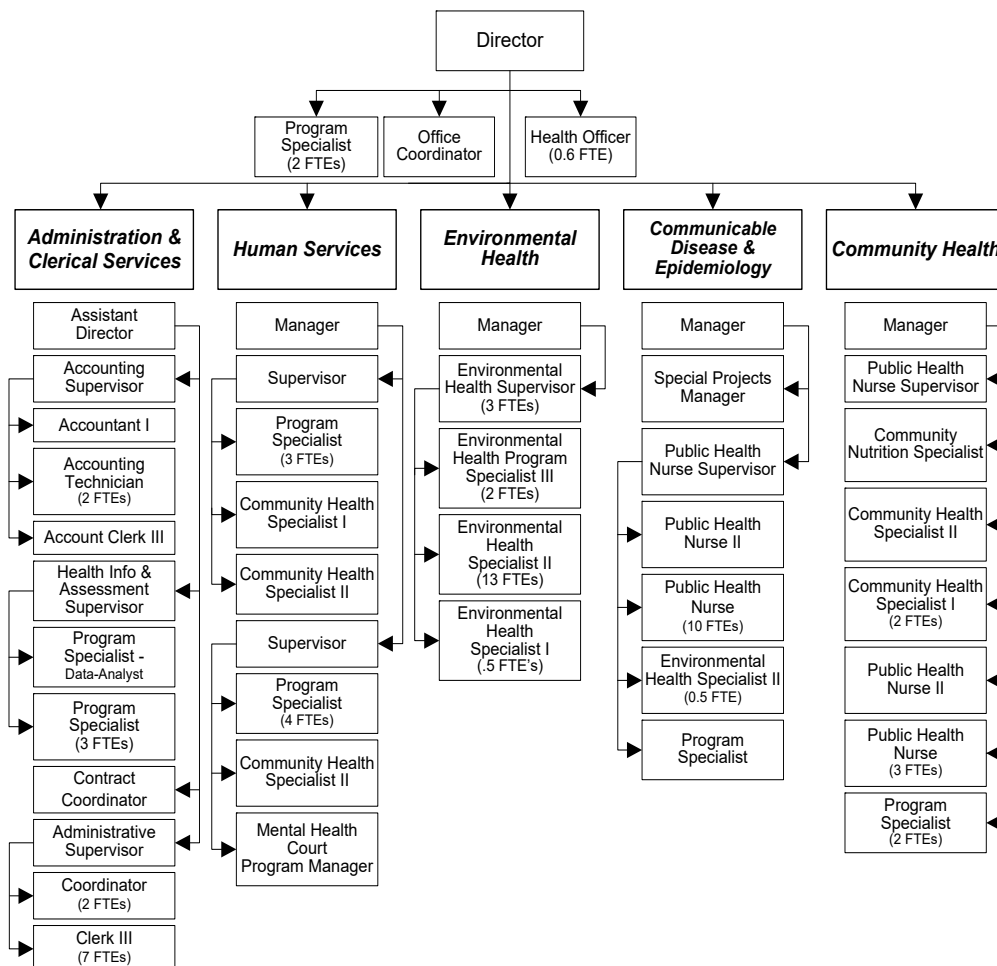 Director
Program
Specialist
(2 FTEs)
Office
Coordinator
Health Officer
(0.6 FTE)
Administration &
Clerical Services
Human Services
Environmental
Health
Communicable
Disease &
Epidemiology
Community Health
Assistant
Director
Accounting
Supervisor
Accountant I
Accounting
Technician
(2 FTEs)
Account Clerk III
Health Info &
Assessment
Supervisor
Program
Specialist -
Data-Analyst
Program
Specialist
(3 FTEs)
Contract
Coordinator
Administrative
Supervisor
Coordinator
(2 FTEs)
Clerk III
(7 FTEs)
Manager
Supervisor
Program
Specialist
(3 FTEs)
Community Health
Specialist I
Community Health
Specialist II
Supervisor
Program
Specialist
(4 FTEs)
Community Health
Specialist II
Mental Health
Court
Program Manager
Manager
Environmental
Health Supervisor
(3 FTEs)
Environmental
Health Program
Specialist III
(2 FTEs)
Environmental
Health
Specialist II
(13 FTEs)
Environmental
Health
Specialist I
(.5 FTE's)
Manager
Special Projects
Manager
Public Health
Nurse Supervisor
Public Health
Nurse II
Public Health
Nurse
(10 FTEs)
Environmental
Health Specialist II
(0.5 FTE)
Program
Specialist
Manager
Public Health
Nurse Supervisor
Community
Nutrition Specialist
Community Health
Specialist II
Community Health
Specialist I
(2 FTEs)
Public Health
Nurse II
Public Health
Nurse
(3 FTEs)
Program
Specialist
(2 FTEs)